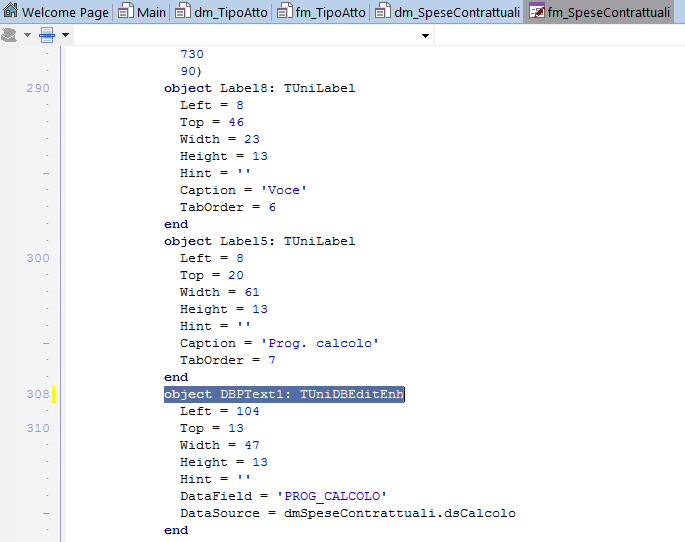 Welcome Page Main dm_TipoAtto fm_TipoAtto dm_SpeseContrattuali fm_SpeseContrattuali
730
90)
290 object Label8: TUniLabel
Left = 8
Top = 46
Width = 23
Height = 13
Hint = ''
Caption = 'Voce'
TabOrder = 6
end
object Label5: TUniLabel
300 Left = 8
Top = 20
Width = 61
Height = 13
Hint = ''
Caption = 'Prog. calcolo'
TabOrder = 7
end
308 object DBPText1: TUniDBEditEnh
Left = 104
310 Top = 13
Width = 47
Height = 13
Hint = ''
DataField = 'PROG_CALCOLO'
DataSource = dmSpeseContrattuali.dsCalcolo
end